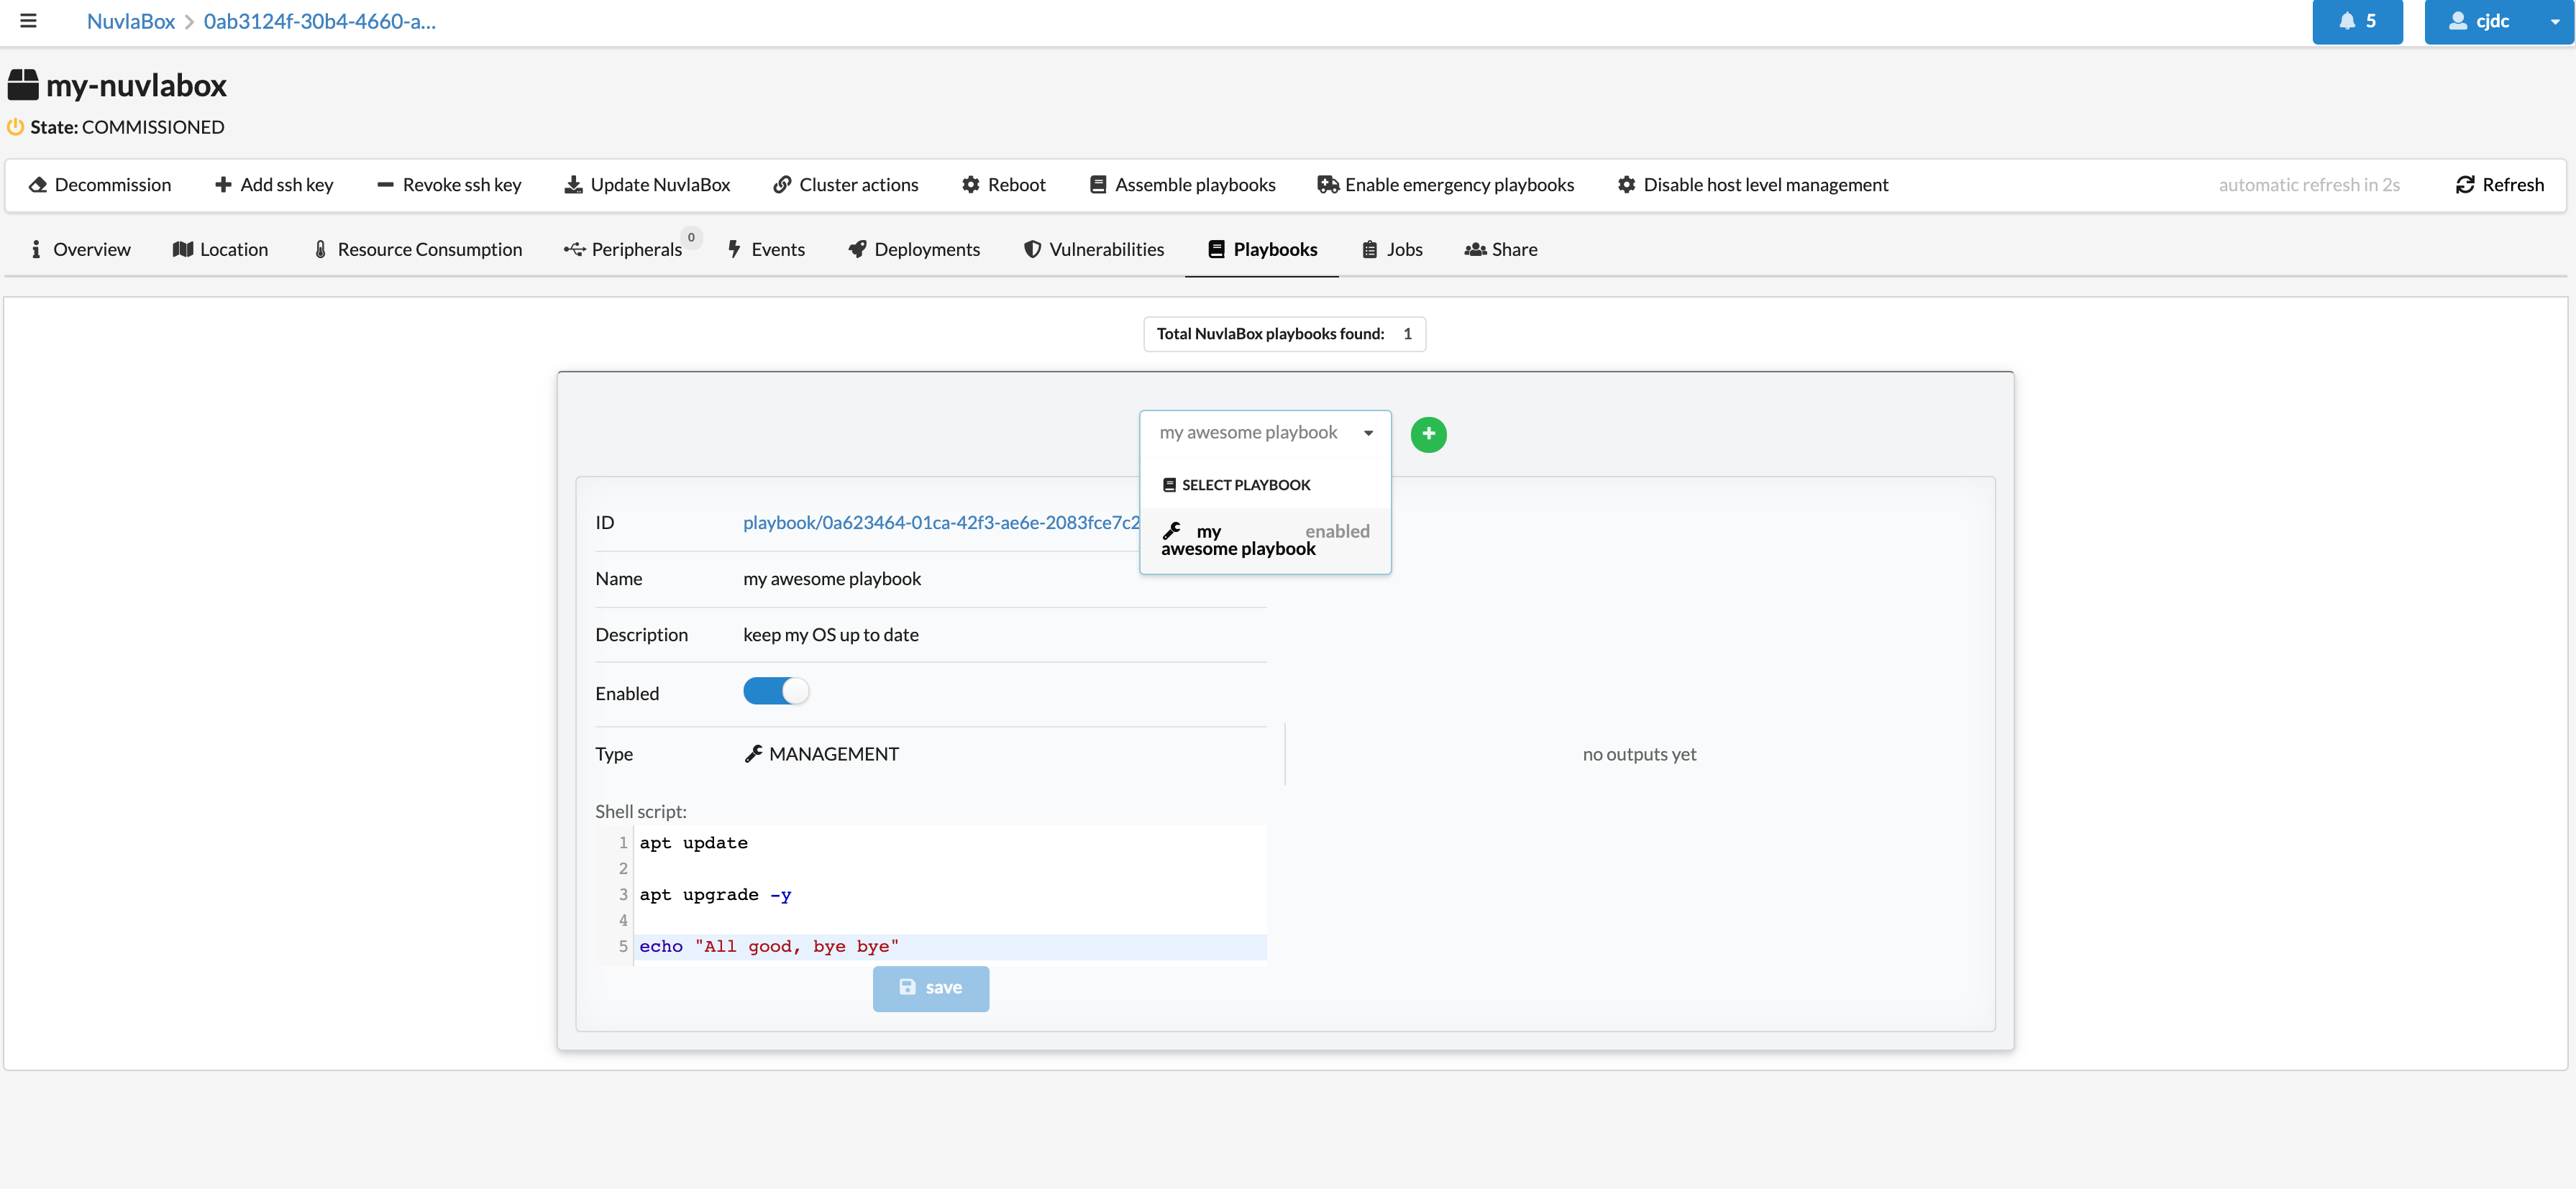 NuvlaBox > 0ab3124f-30b4-4660-a...
5
cjdc
my-nuvlabox
State: COMMISSIONED
Decommission Add ssh key Revoke ssh key Update NuvlaBox Cluster actions Reboot Assemble playbooks Enable emergency playbooks Disable host level management automatic refresh in 2s Refresh
Overview Location Resource Consumption Peripherals 0 Events Deployments Vulnerabilities Playbooks Jobs Share
Total NuvlaBox playbooks found: 1
my awesome playbook
SELECT PLAYBOOK
my enabled
awesome playbook
ID playbook/0a623464-01ca-42f3-ae6e-2083fce7c2
Name my awesome playbook
Description keep my OS up to date
Enabled
Type MANAGEMENT
no outputs yet
Shell script:
1 apt update
2
3 apt upgrade -y
4
5 echo "All good, bye bye"
save